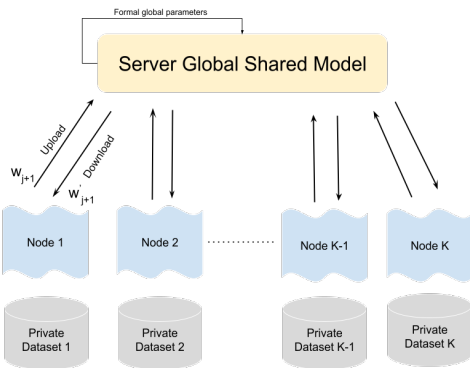 Formal global parameters
Server Global Shared Model
Upload
Download
w_{j+1}
w'_{j+1}
Node 1
Node 2
Node K-1
Node K
Private
Dataset 1
Private
Dataset 2
Private
Dataset K-1
Private
Dataset K